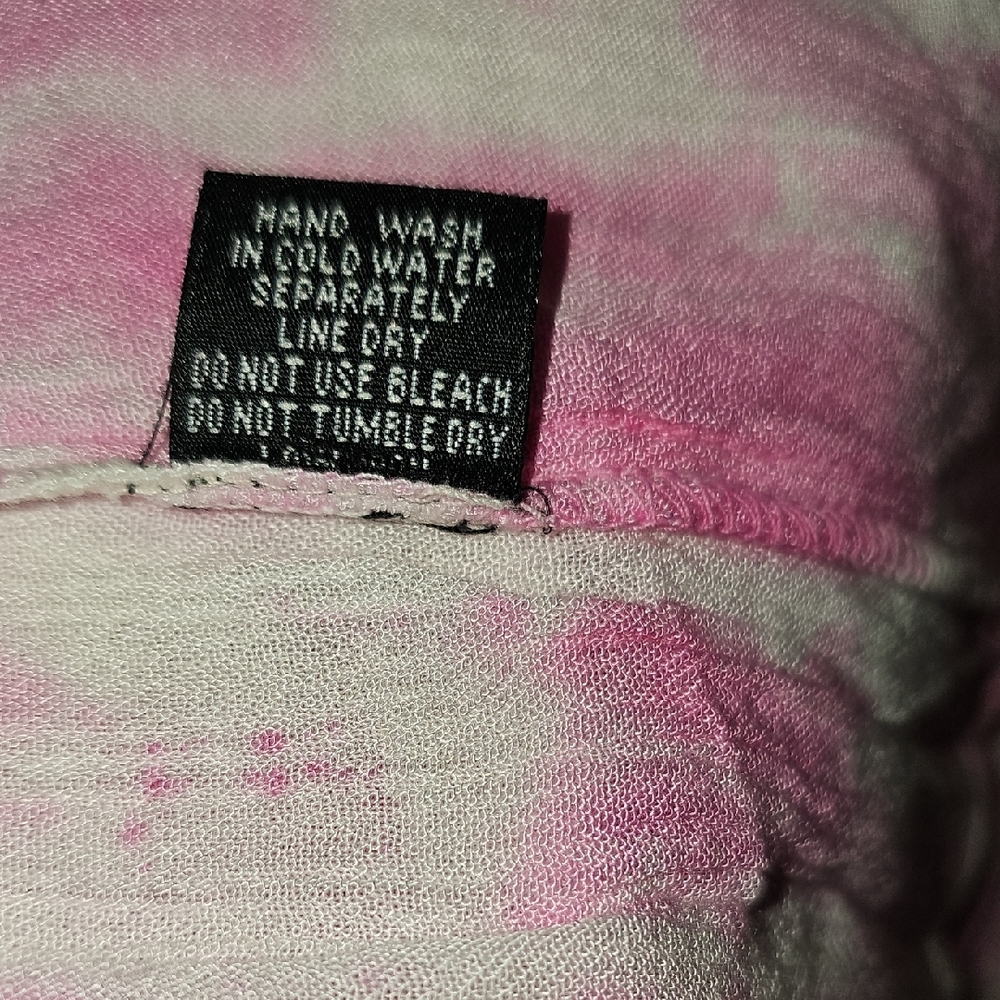 HAND WASH
IN COLD WATER
SEPARATELY
LINE DRY
DO NOT USE BLEACH
DO NOT TUMBLE DRY